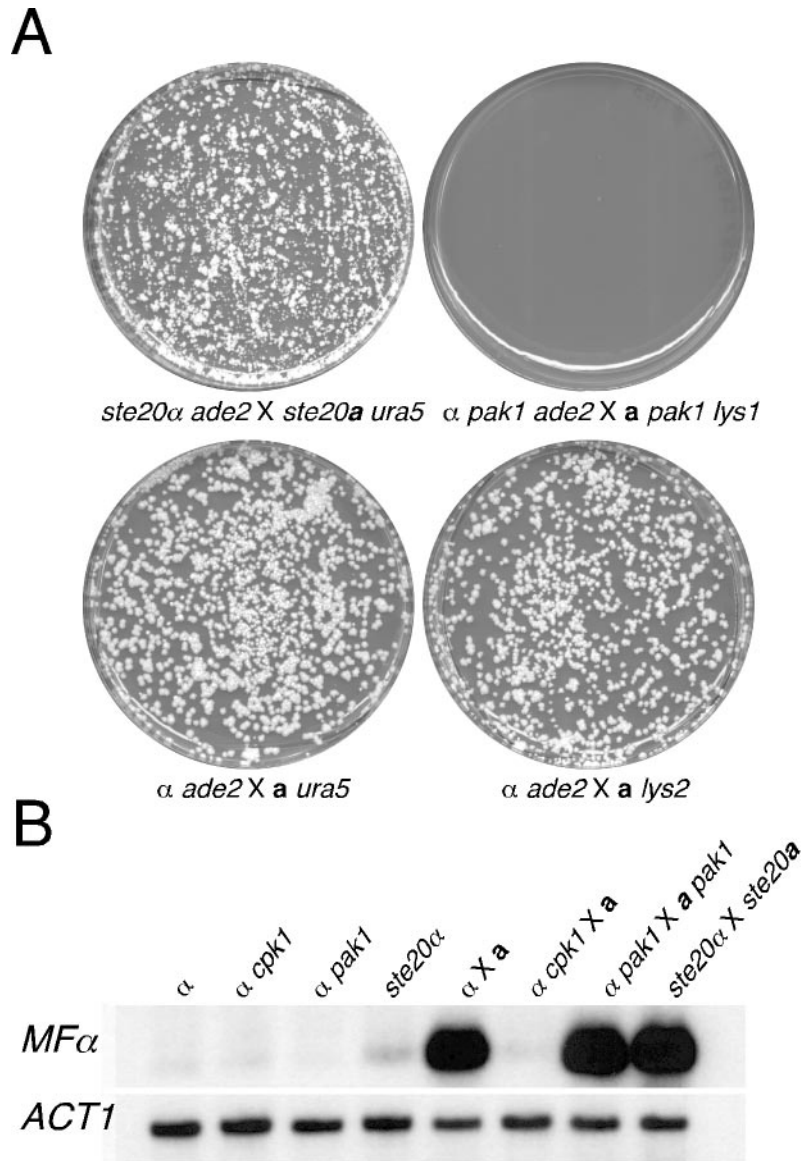 A
ste20α ade2 X ste20a ura5
α pak1 ade2 X a pak1 lys1
α ade2 X a ura5
α ade2 X a lys2
B
α
α cpk1
α pak1
ste20α
α X a
α cpk1 X a
α pak1 X a pak1
ste20α X ste20a
MFα
ACT1